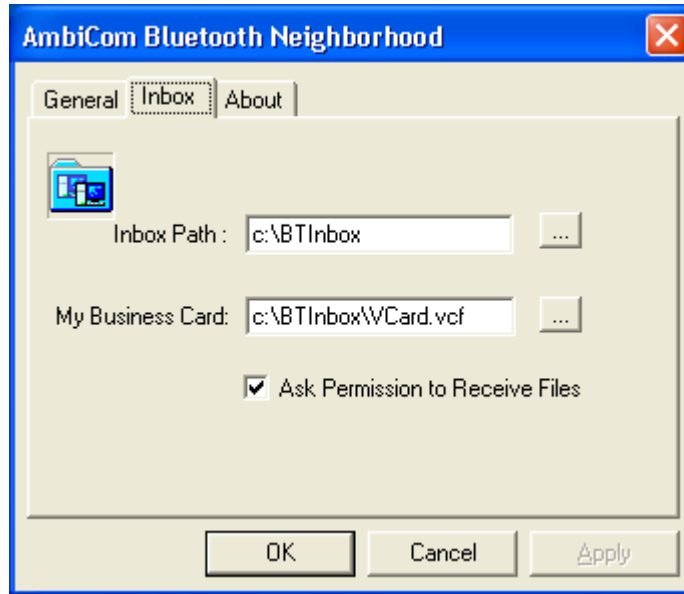 AmbiCom Bluetooth Neighborhood
General Inbox About
Inbox Path : c:\BTInbox ...
My Business Card: c:\BTInbox\VCard.vcf ...
Ask Permission to Receive Files
OK Cancel Apply